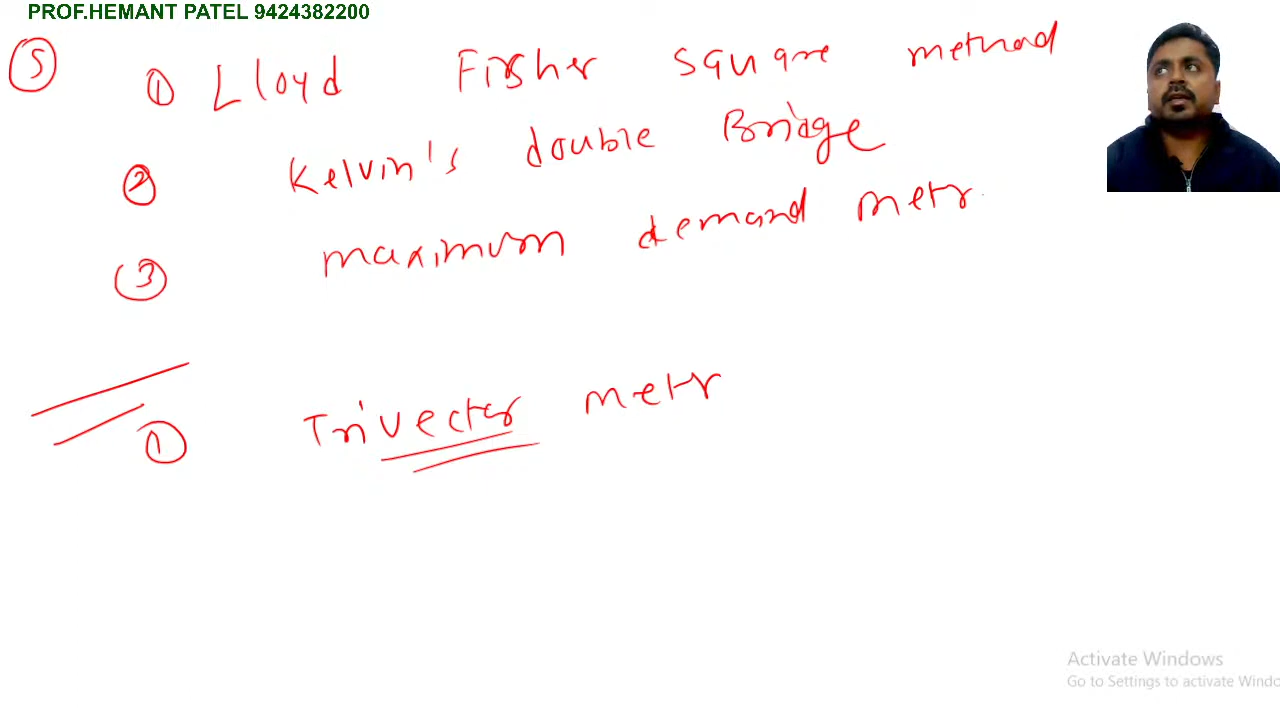 PROF.HEMANT PATEL 9424382200
5 1 Lloyd Fisher Square method
2 Kelvin's double Bridge
3 maximum demand metr
1 Trivector metr
Activate Windows
Go to Settings to activate Windo